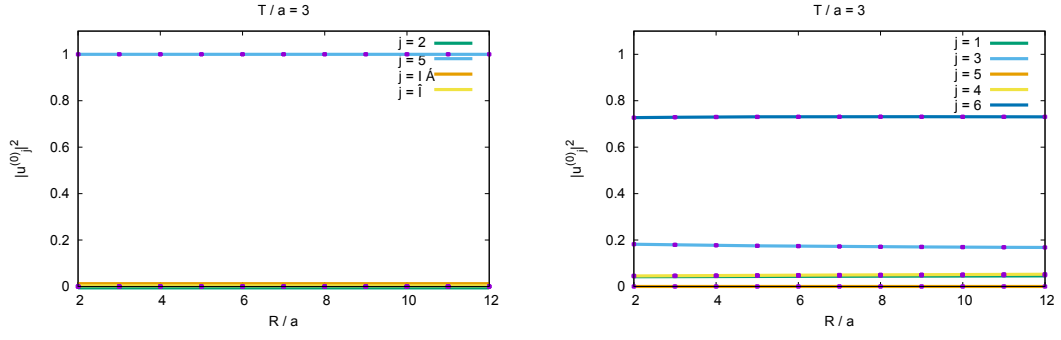 T / a = 3
|u(0)j|2
1
0.8
0.6
0.4
0.2
0
2 4 6 8 10 12
R / a
j = 2
j = 5
j = I Á
j = Î
T / a = 3
|u(0)j|2
1
0.8
0.6
0.4
0.2
0
2 4 6 8 10 12
R / a
j = 1
j = 3
j = 5
j = 4
j = 6